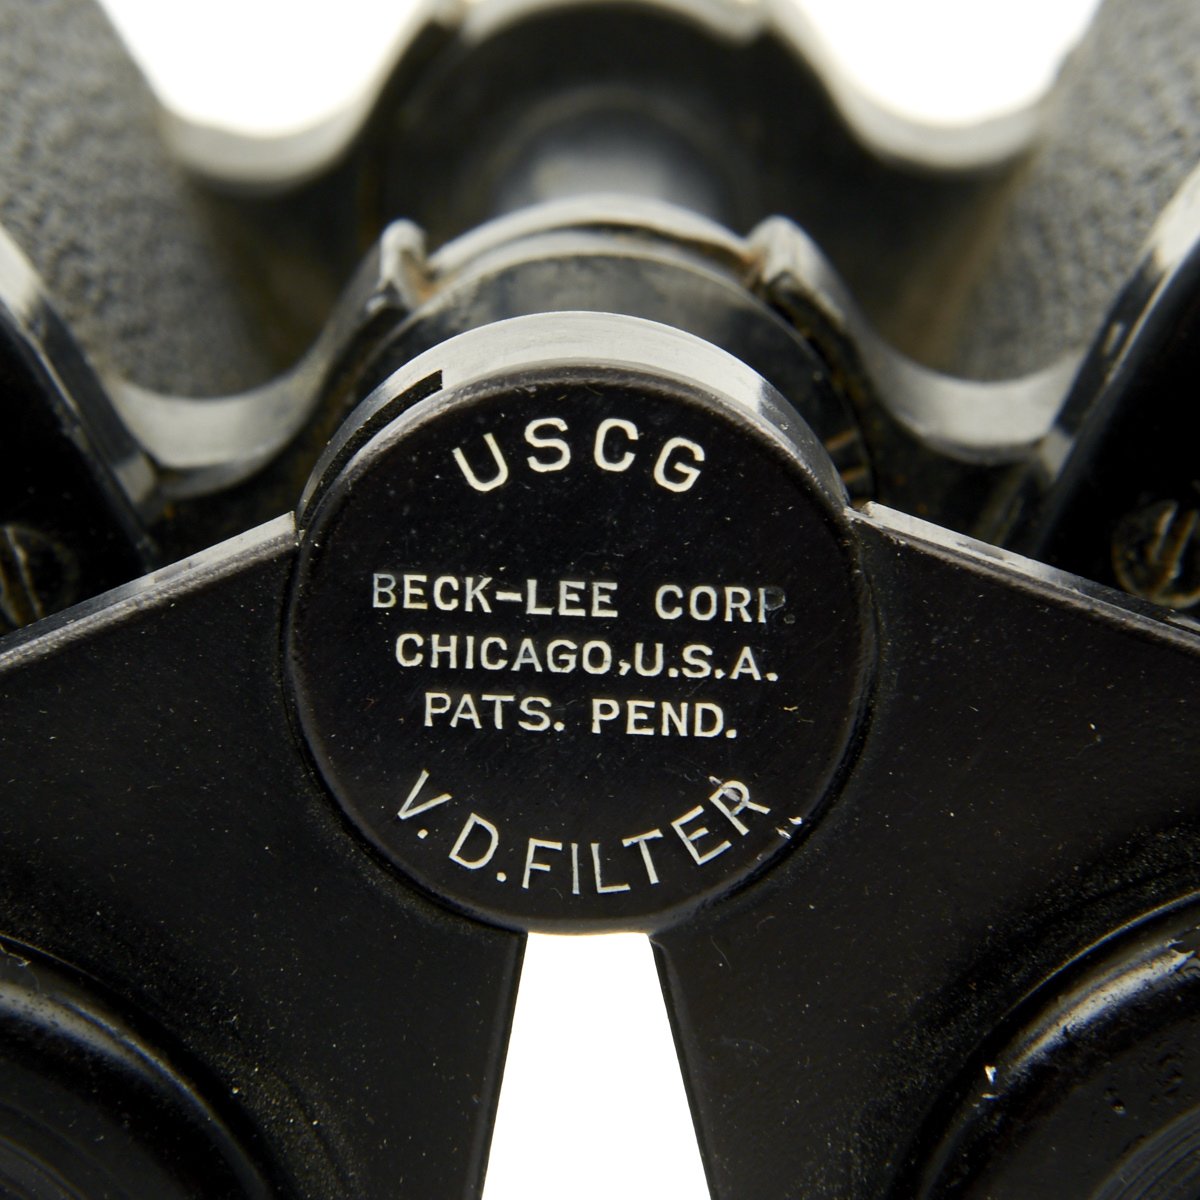 USCG
BECK-LEE CORP.
CHICAGO,U.S.A.
PATS. PEND.
V.D.FILTER